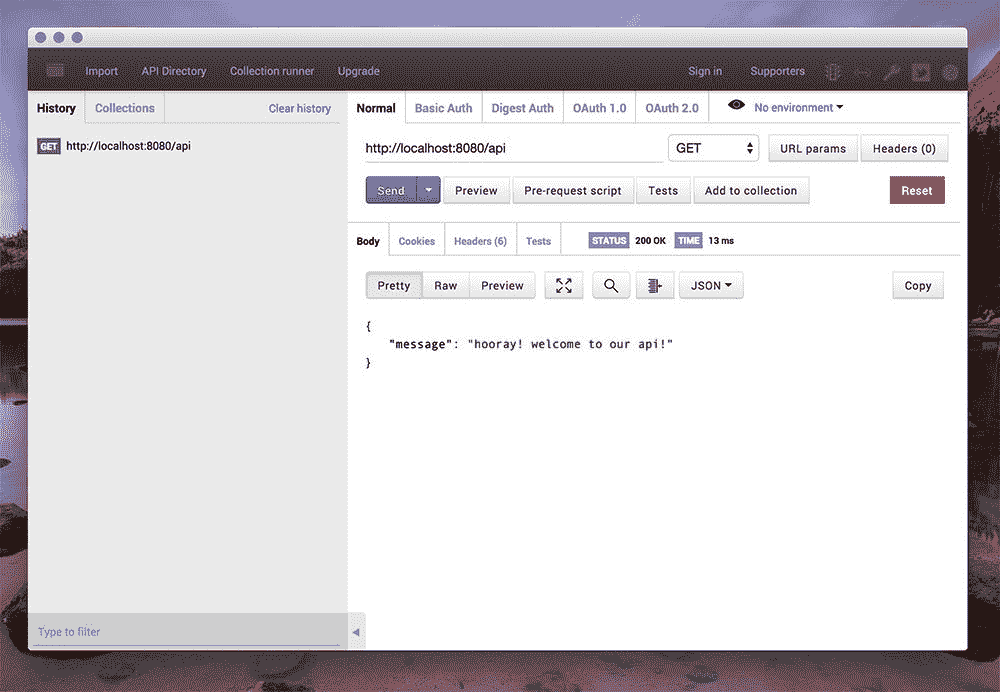 Import API Directory Collection runner Upgrade Sign in Supporters
History Collections Clear history
GET http://localhost:8080/api
Type to filter
Normal Basic Auth Digest Auth OAuth 1.0 OAuth 2.0 No environment
http://localhost:8080/api GET URL params Headers (0)
Send Preview Pre-request script Tests Add to collection Reset
Body Cookies Headers (6) Tests STATUS 200 OK TIME 13 ms
Pretty Raw Preview JSON Copy
{
"message": "hooray! welcome to our api!"
}